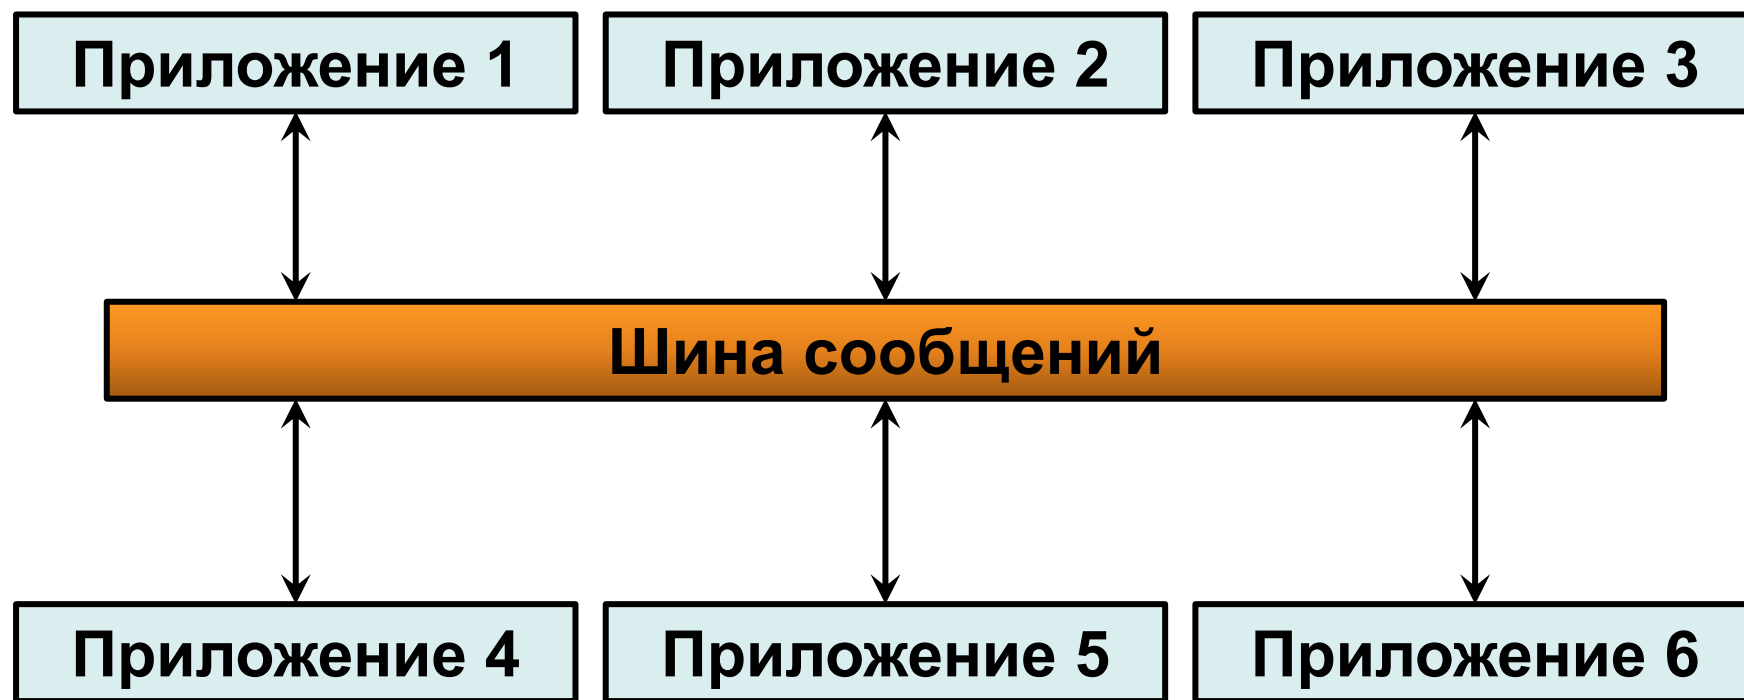 Приложение 1
Приложение 2
Приложение 3
Шина сообщений
Приложение 4
Приложение 5
Приложение 6